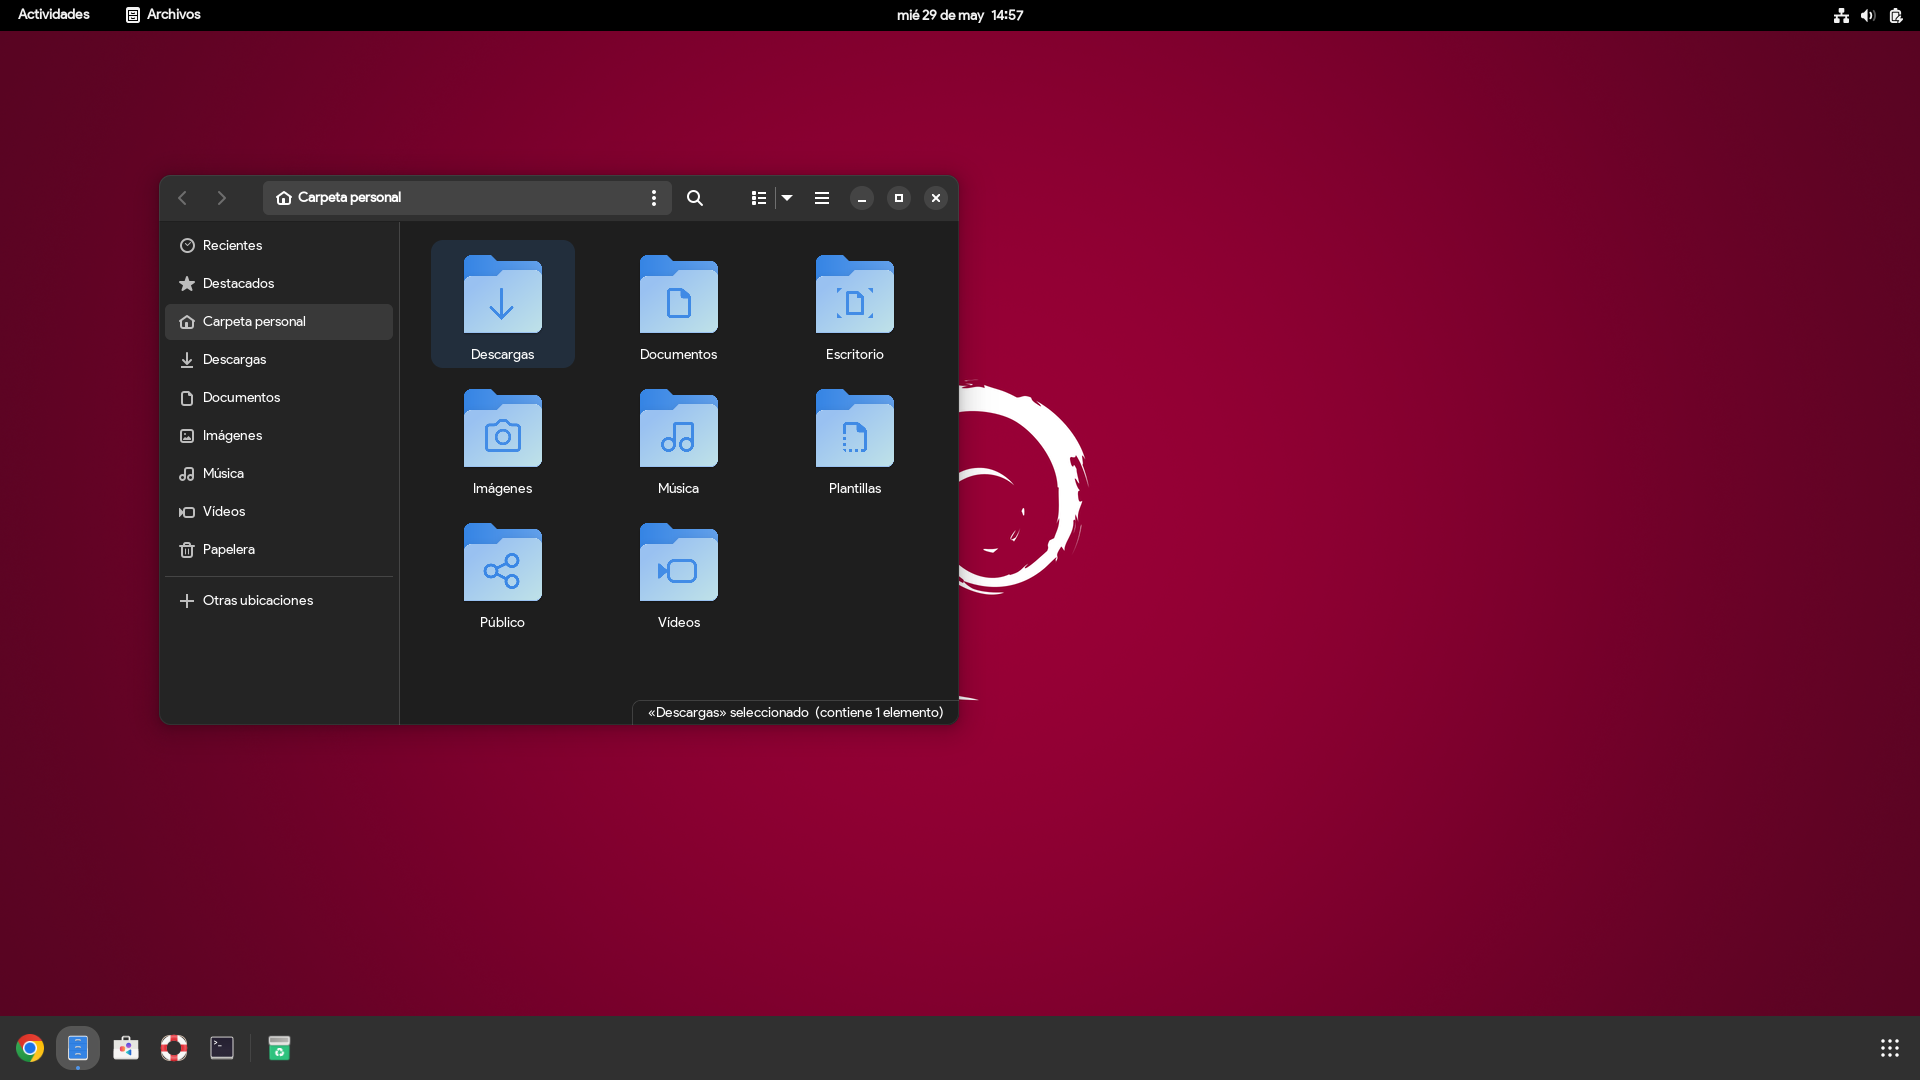 Actividades
Archivos
mié 29 de may 14:57
Carpeta personal
Recientes
Destacados
Carpeta personal
Descargas
Documentos
Imágenes
Música
Vídeos
Papelera
Otras ubicaciones
Descargas
Documentos
Escritorio
Imágenes
Música
Plantillas
Público
Vídeos
«Descargas» seleccionado (contiene 1 elemento)